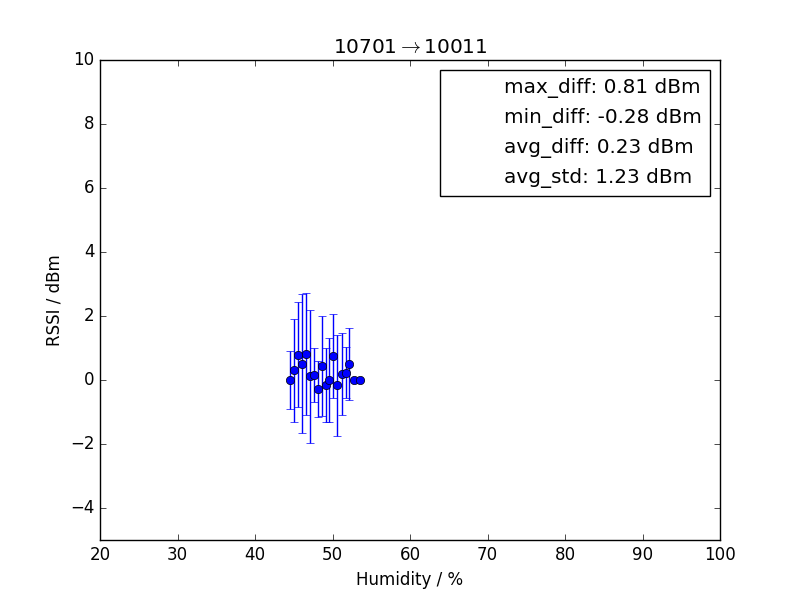 10701→10011
max_diff: 0.81 dBm
min_diff: -0.28 dBm
avg_diff: 0.23 dBm
avg_std: 1.23 dBm
RSSI / dBm
10
8
6
4
2
0
−2
−4
20 30 40 50 60 70 80 90 100
Humidity / %